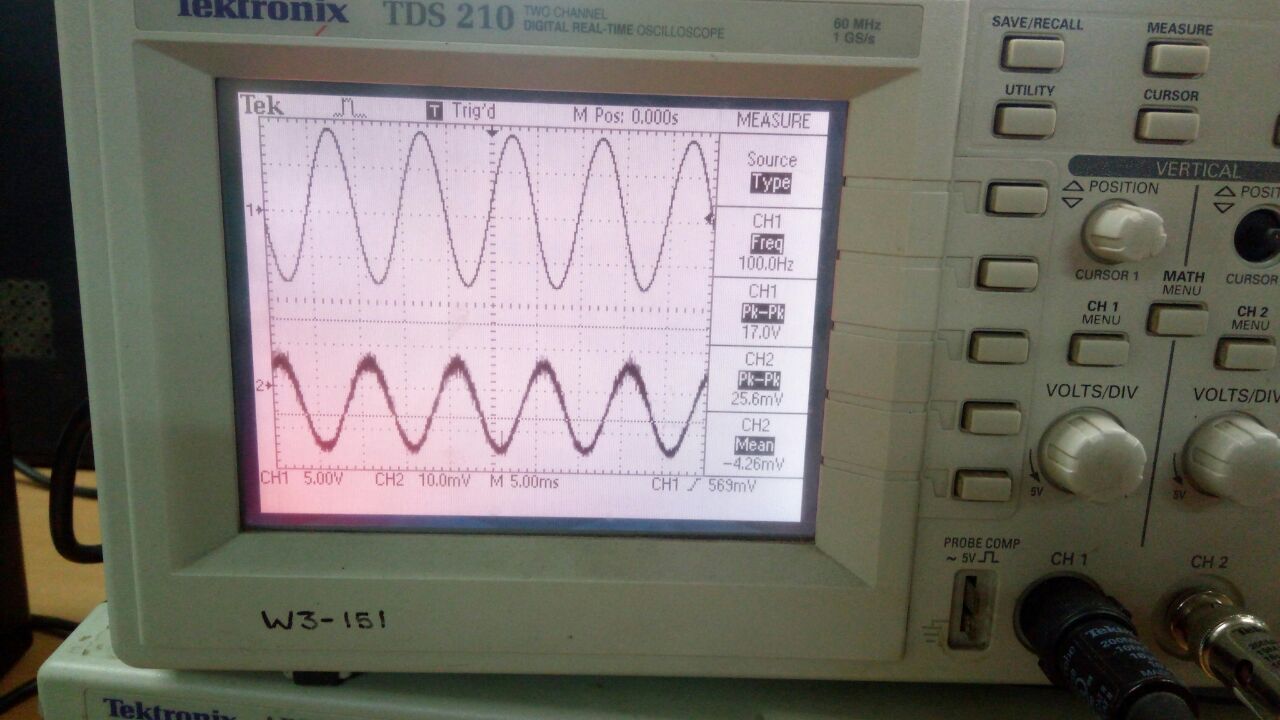 Tektronix TDS 210 TWO CHANNEL
DIGITAL REAL-TIME OSCILLOSCOPE
60 MHz
1 GS/s
Tek T Trig'd M Pos: 0.000s MEASURE
Source
Type
CH1
Freq
100.0Hz
CH1
Pk-Pk
17.0V
CH2
Pk-Pk
25.6mV
CH2
Mean
-4.26mV
1
2
CH1 5.00V CH2 10.0mV M 5.00ms CH1 569mV
W3-151
SAVE/RECALL MEASURE
UTILITY CURSOR
VERTICAL
POSITION
CURSOR 1
MATH
MENU
CURSOR
CH 1
MENU
CH 2
MENU
VOLTS/DIV
VOLTS/DIV
5V
5V
PROBE COMP
~ 5V
CH 1
CH 2
Tektronix